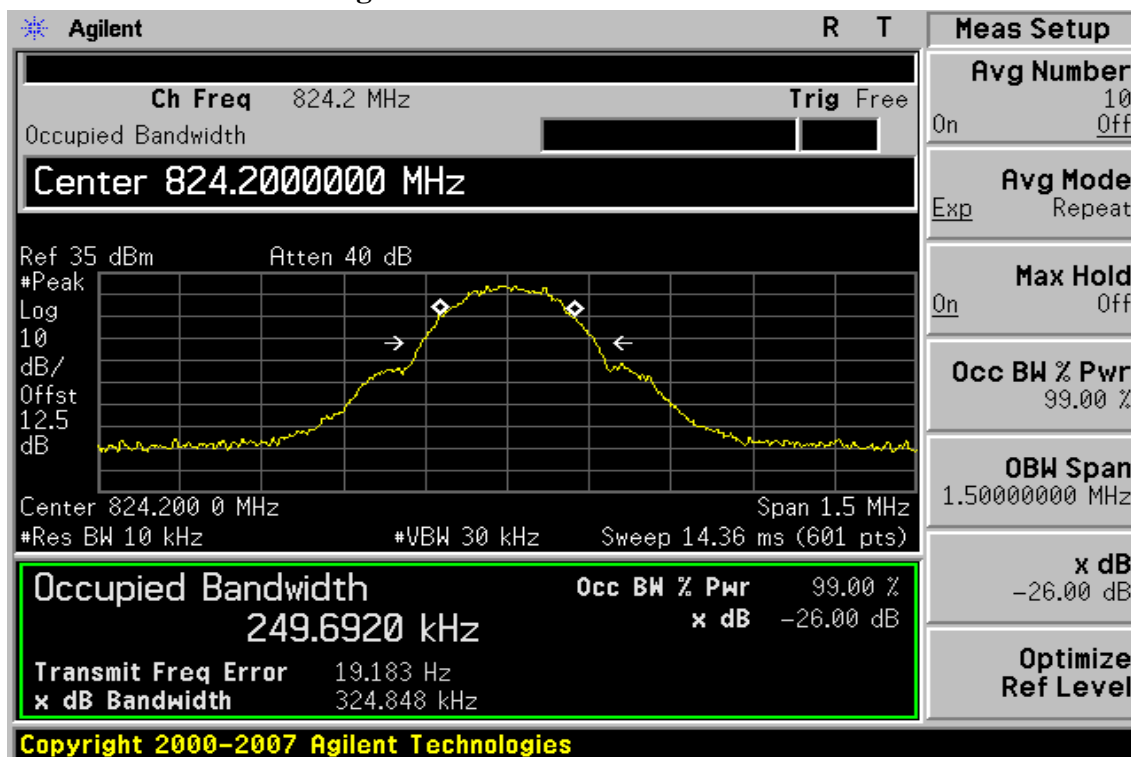 Agilent R T Meas Setup
Ch Freq 824.2 MHz Trig Free
Occupied Bandwidth
Center 824.2000000 MHz
Ref 35 dBm Atten 40 dB
#Peak
Log
10
dB/
Offst
12.5
dB
Center 824.200 0 MHz Span 1.5 MHz
#Res BW 10 kHz #VBW 30 kHz Sweep 14.36 ms (601 pts)
Occupied Bandwidth Occ BW % Pwr 99.00 %
249.6920 kHz x dB -26.00 dB
Transmit Freq Error 19.183 Hz
x dB Bandwidth 324.848 kHz
Avg Number
10
On Off
Avg Mode
Exp Repeat
Max Hold
On Off
Occ BW % Pwr
99.00 %
OBW Span
1.50000000 MHz
x dB
-26.00 dB
Optimize
Ref Level
Copyright 2000-2007 Agilent Technologies